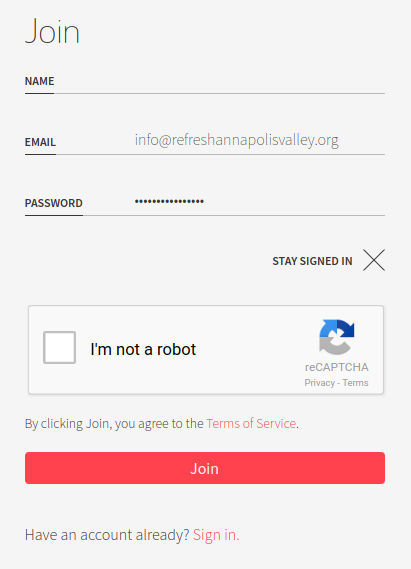 Join
NAME
EMAIL info@refreshannapolisvalley.org
PASSWORD ••••••••••••••••
STAY SIGNED IN
I'm not a robot
reCAPTCHA
Privacy - Terms
By clicking Join, you agree to the Terms of Service.
Join
Have an account already? Sign in.